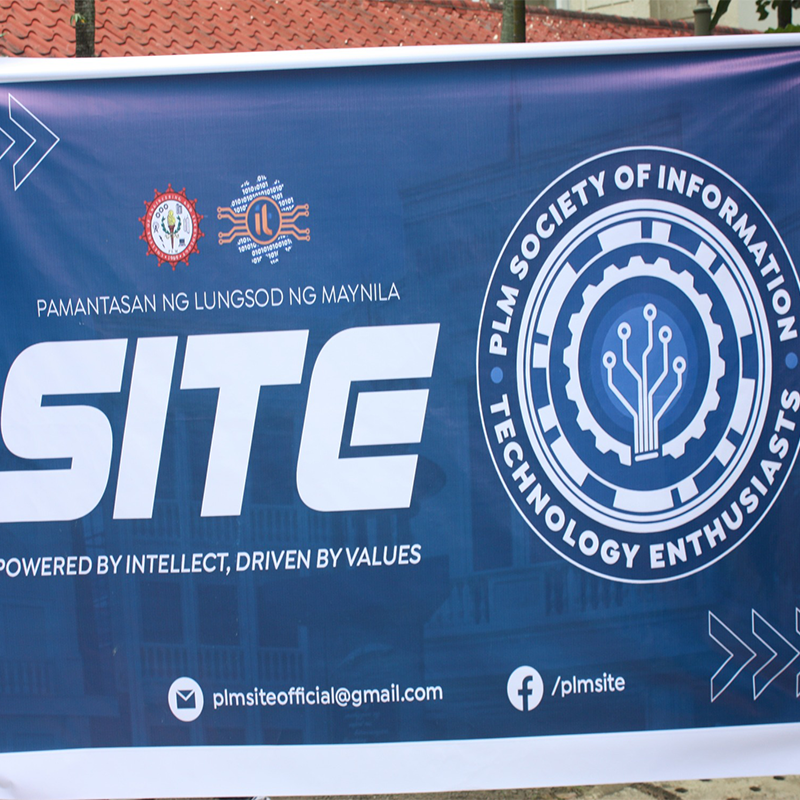 PAMANTASAN NG LUNGSOD NG MAYNILA
SITE
POWERED BY INTELLECT, DRIVEN BY VALUES
plmsiteofficial@gmail.com
/plmsite
PLM SOCIETY OF INFORMATION
TECHNOLOGY ENTHUSIASTS
it